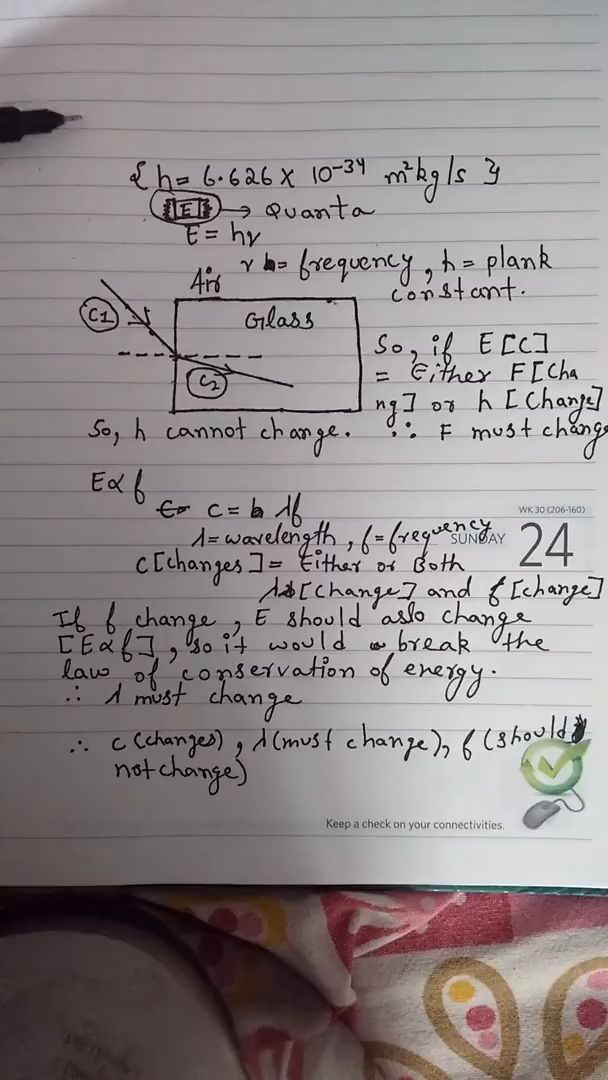 { h = 6.626 X 10⁻³⁴ m²kg/s }
[E] → Quanta
E = hν
ν = frequency, h = plank
constant.
Air
C1
Glass
C2
So, if E[C]
= Either F[Cha
ng] or h [Change]
So, h cannot change. ∴ F must change
E∝f
c = λf
λ = wavelength, f = frequency
WK 30 (206-160)
SUNDAY 24
c[changes] = Either or Both
λ[Change] and f [change]
If f change, E should aslo change
[E∝f], so it would break the
law of conservation of energy.
∴ λ must change
∴ c (changes), λ(must change), f (should
not change)
Keep a check on your connectivities.